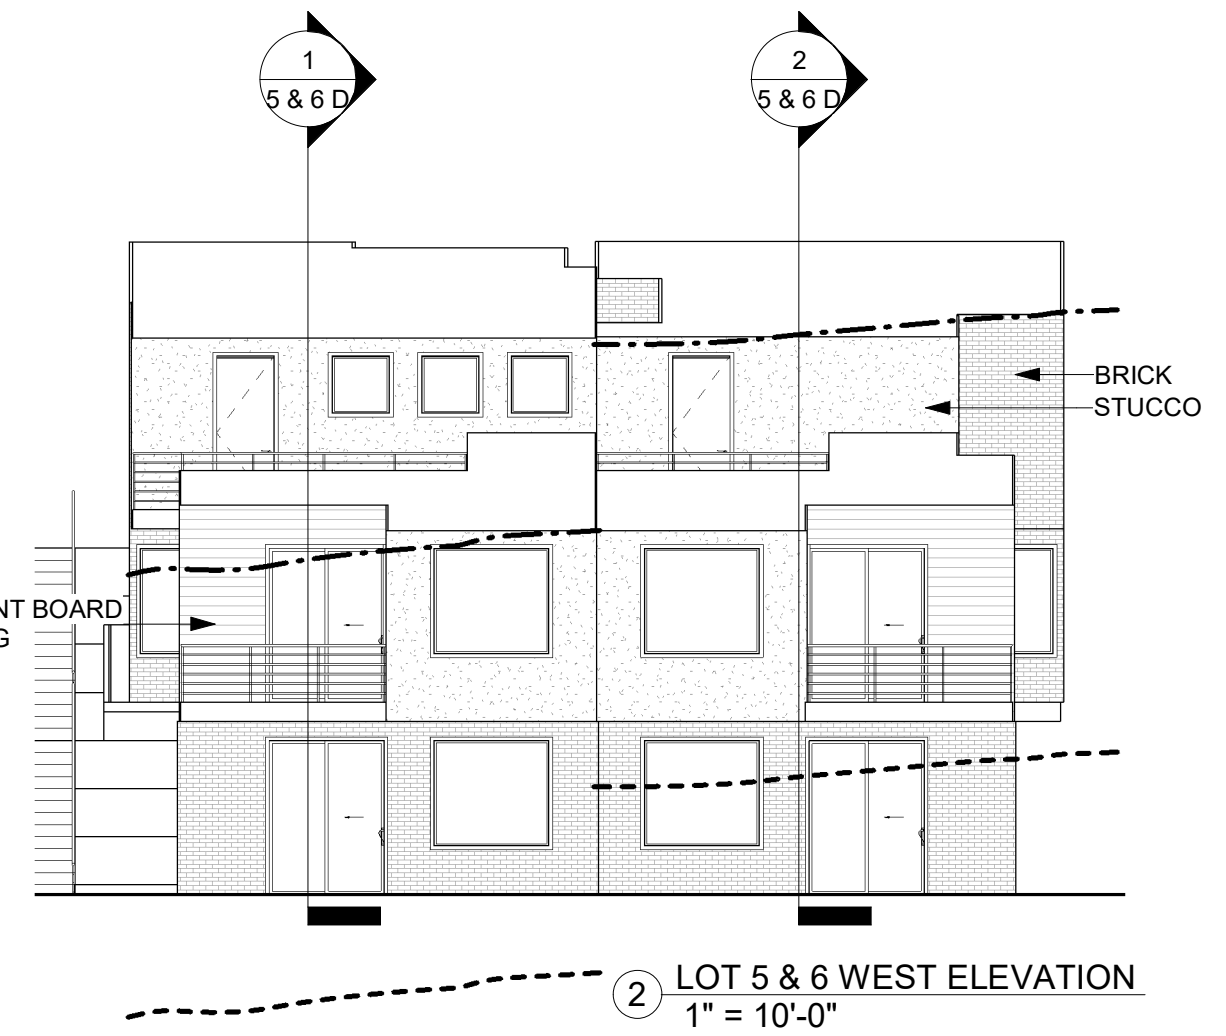 1
5 & 6 D
2
5 & 6 D
BRICK
STUCCO
NT BOARD
G
2
LOT 5 & 6 WEST ELEVATION
1" = 10'-0"